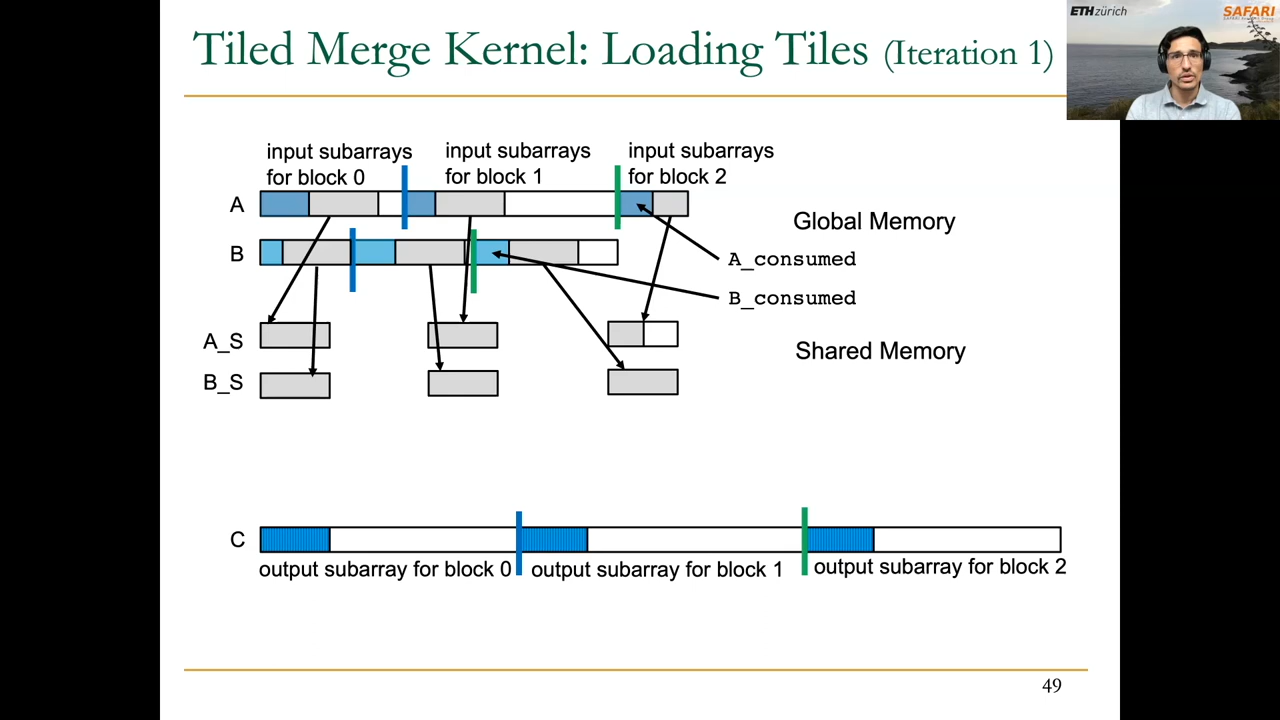 Tiled Merge Kernel: Loading Tiles (Iteration 1)
ETH zürich
SAFARI
input subarrays
for block 0
input subarrays
for block 1
input subarrays
for block 2
A
Global Memory
B
A_consumed
B_consumed
A_S
Shared Memory
B_S
C
output subarray for block 0
output subarray for block 1
output subarray for block 2
49